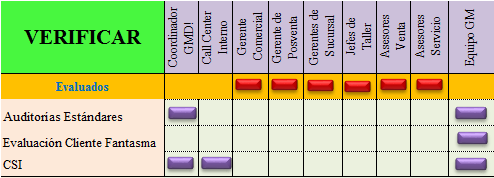 VERIFICAR
Coordinador
GMD!
Call Center
Interno
Gerente
Comercial
Gerente de
Posventa
Gerentes de
Sucursal
Jefes de
Taller
Asesores
Venta
Asesores
Servicio
Equipo GM
Evaluados
Auditorías Estándares
Evaluación Cliente Fantasma
CSI